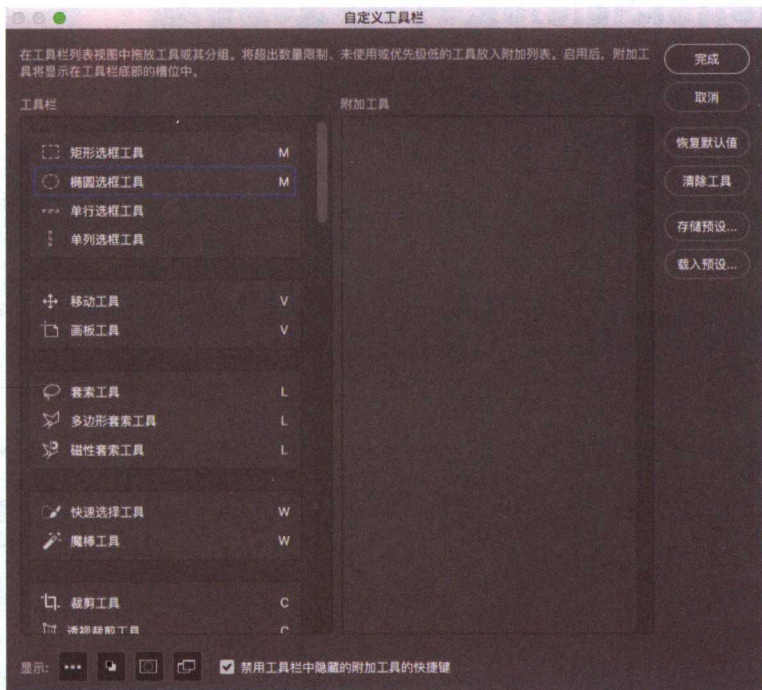 自定义工具栏
在工具栏列表视图中拖放工具或其分组。将超出数量限制、未使用或优先级低的工具放入附加列表。启用后，附加工
具将显示在工具栏底部的槽位中。
完成
取消
恢复默认值
清除工具
存储预设...
载入预设...
工具栏
附加工具
矩形选框工具 M
椭圆选框工具 M
单行选框工具
单列选框工具
移动工具 V
画板工具 V
套索工具 L
多边形套索工具 L
磁性套索工具 L
快速选择工具 W
魔棒工具 W
裁剪工具 C
透视裁剪工具 C
显示:
禁用工具栏中隐藏的附加工具的快捷键